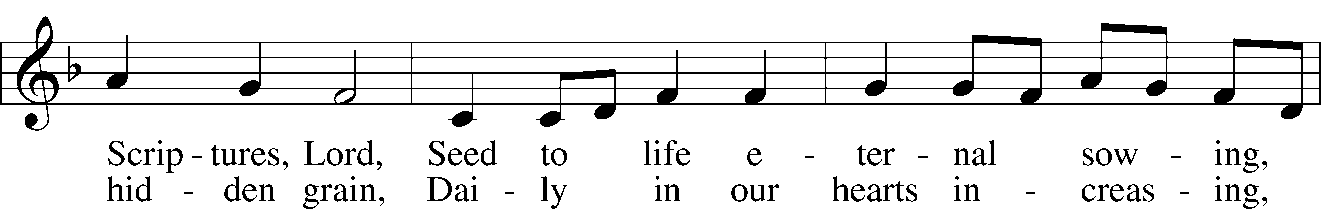 Scrip - tures, Lord, Seed to life e - ter - nal sow - ing,
hid - den grain, Dai - ly in our hearts in - creas - ing,